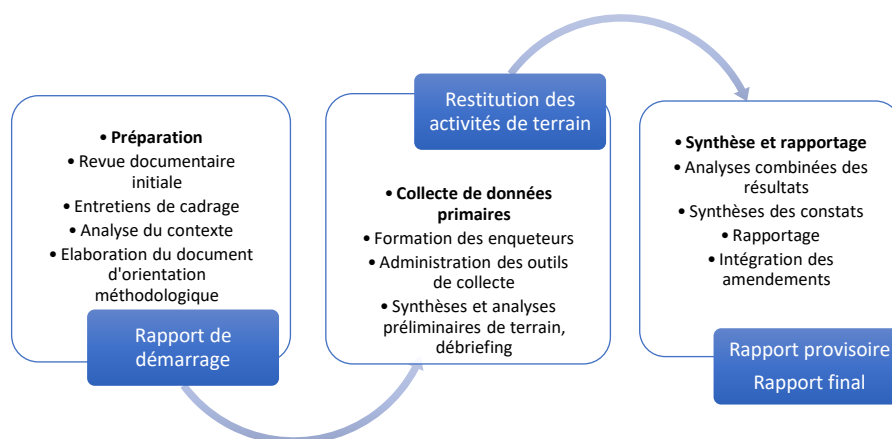 • Préparation
• Revue documentaire
initiale
• Entretiens de cadrage
• Analyse du contexte
• Elaboration du document
d'orientation
méthodologique
Rapport de
démarrage
Restitution des
activités de terrain
• Collecte de données
primaires
• Formation des enqueteurs
• Administration des outils
de collecte
• Synthèses et analyses
préliminaires de terrain,
débriefing
• Synthèse et rapportage
• Analyses combinées des
résultats
• Synthèses des constats
• Rapportage
• Intégration des
amendements
Rapport provisoire
Rapport final